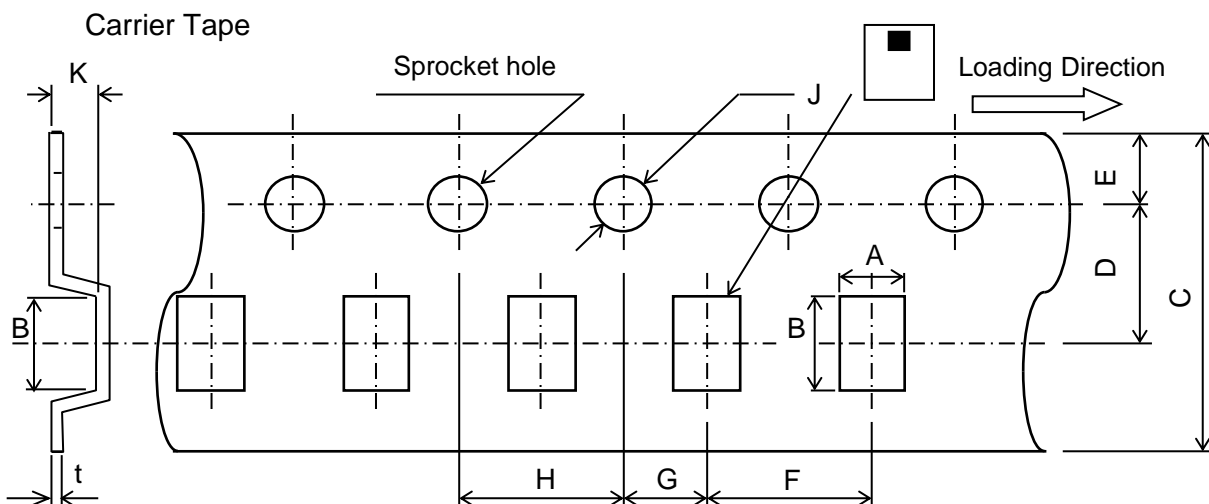 Carrier Tape
K
Sprocket hole
J
Loading Direction
E
A
D
C
B
B
t
H
G
F